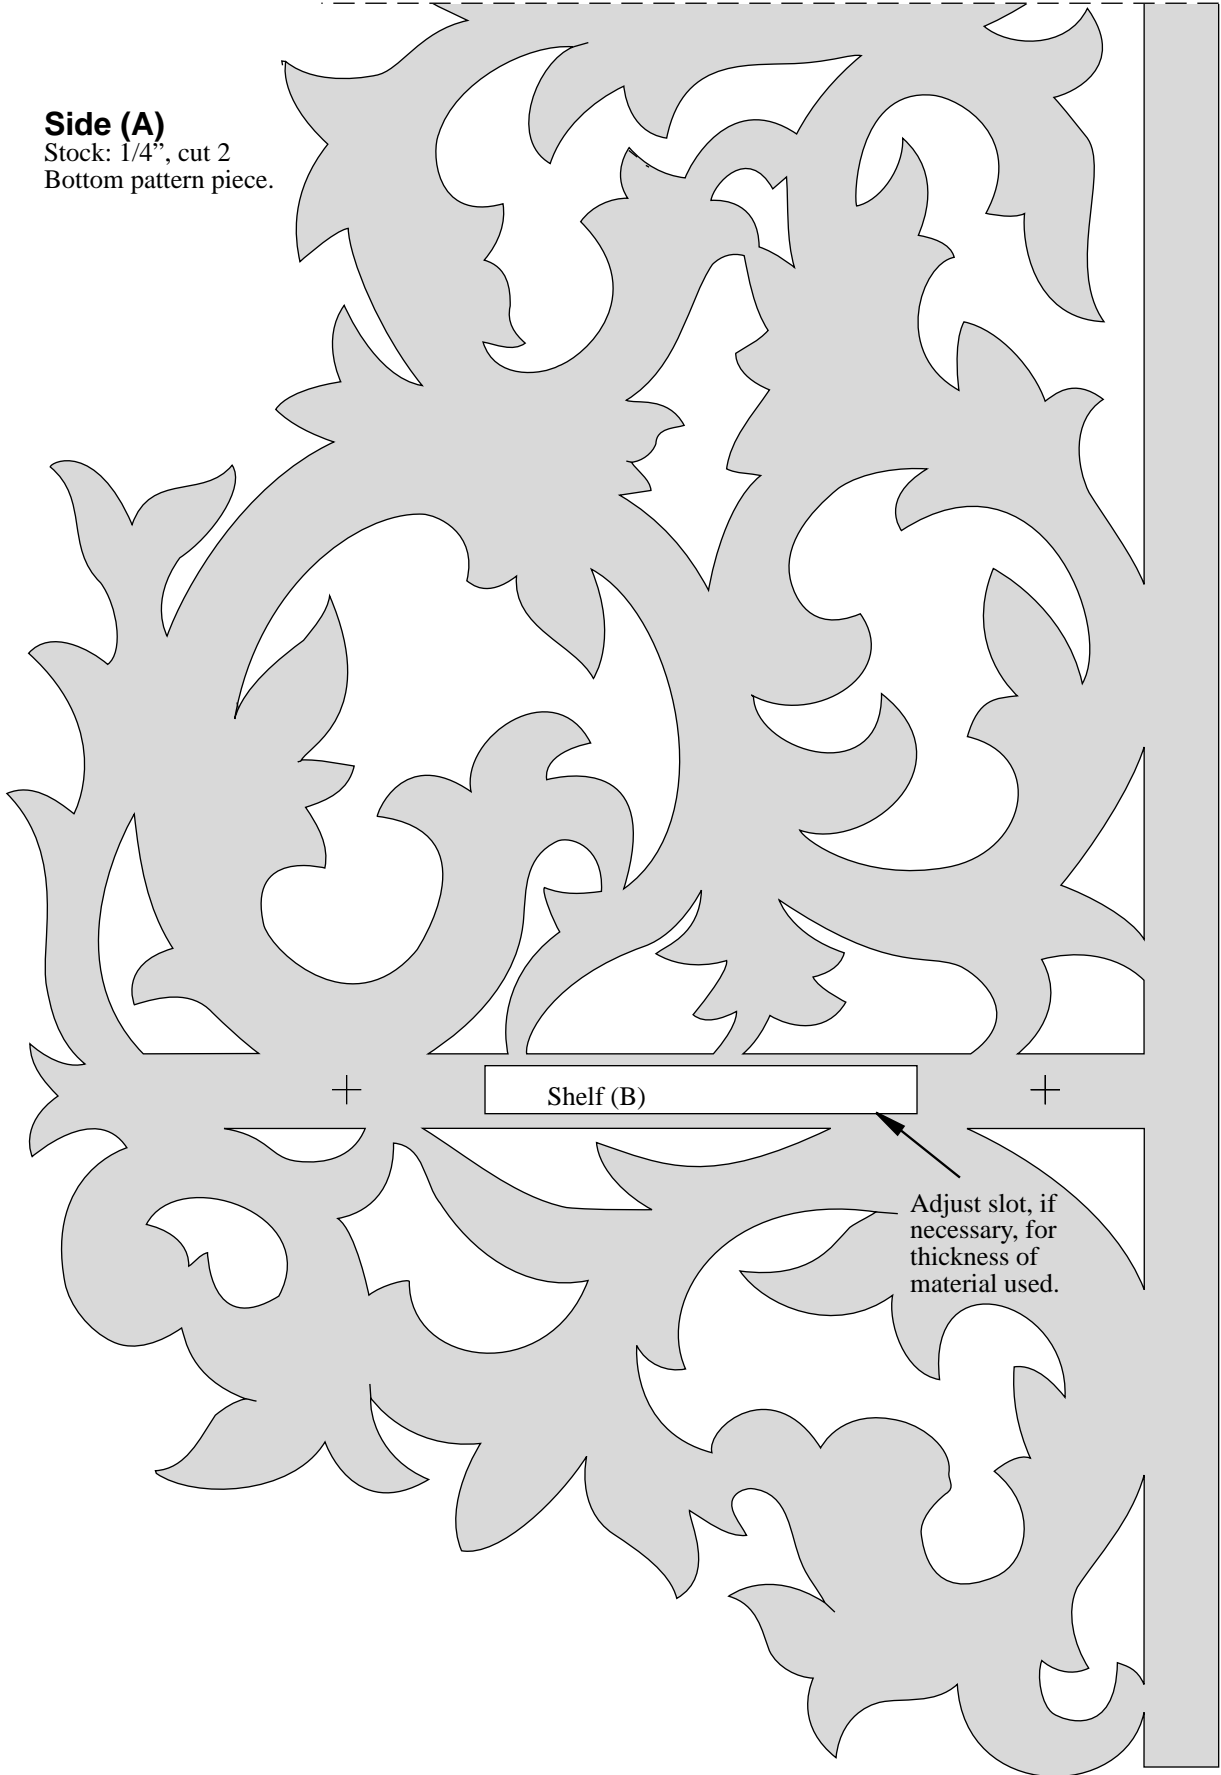 Side (A)
Stock: 1/4”, cut 2
Bottom pattern piece.
Shelf (B)
Adjust slot, if
necessary, for
thickness of
material used.